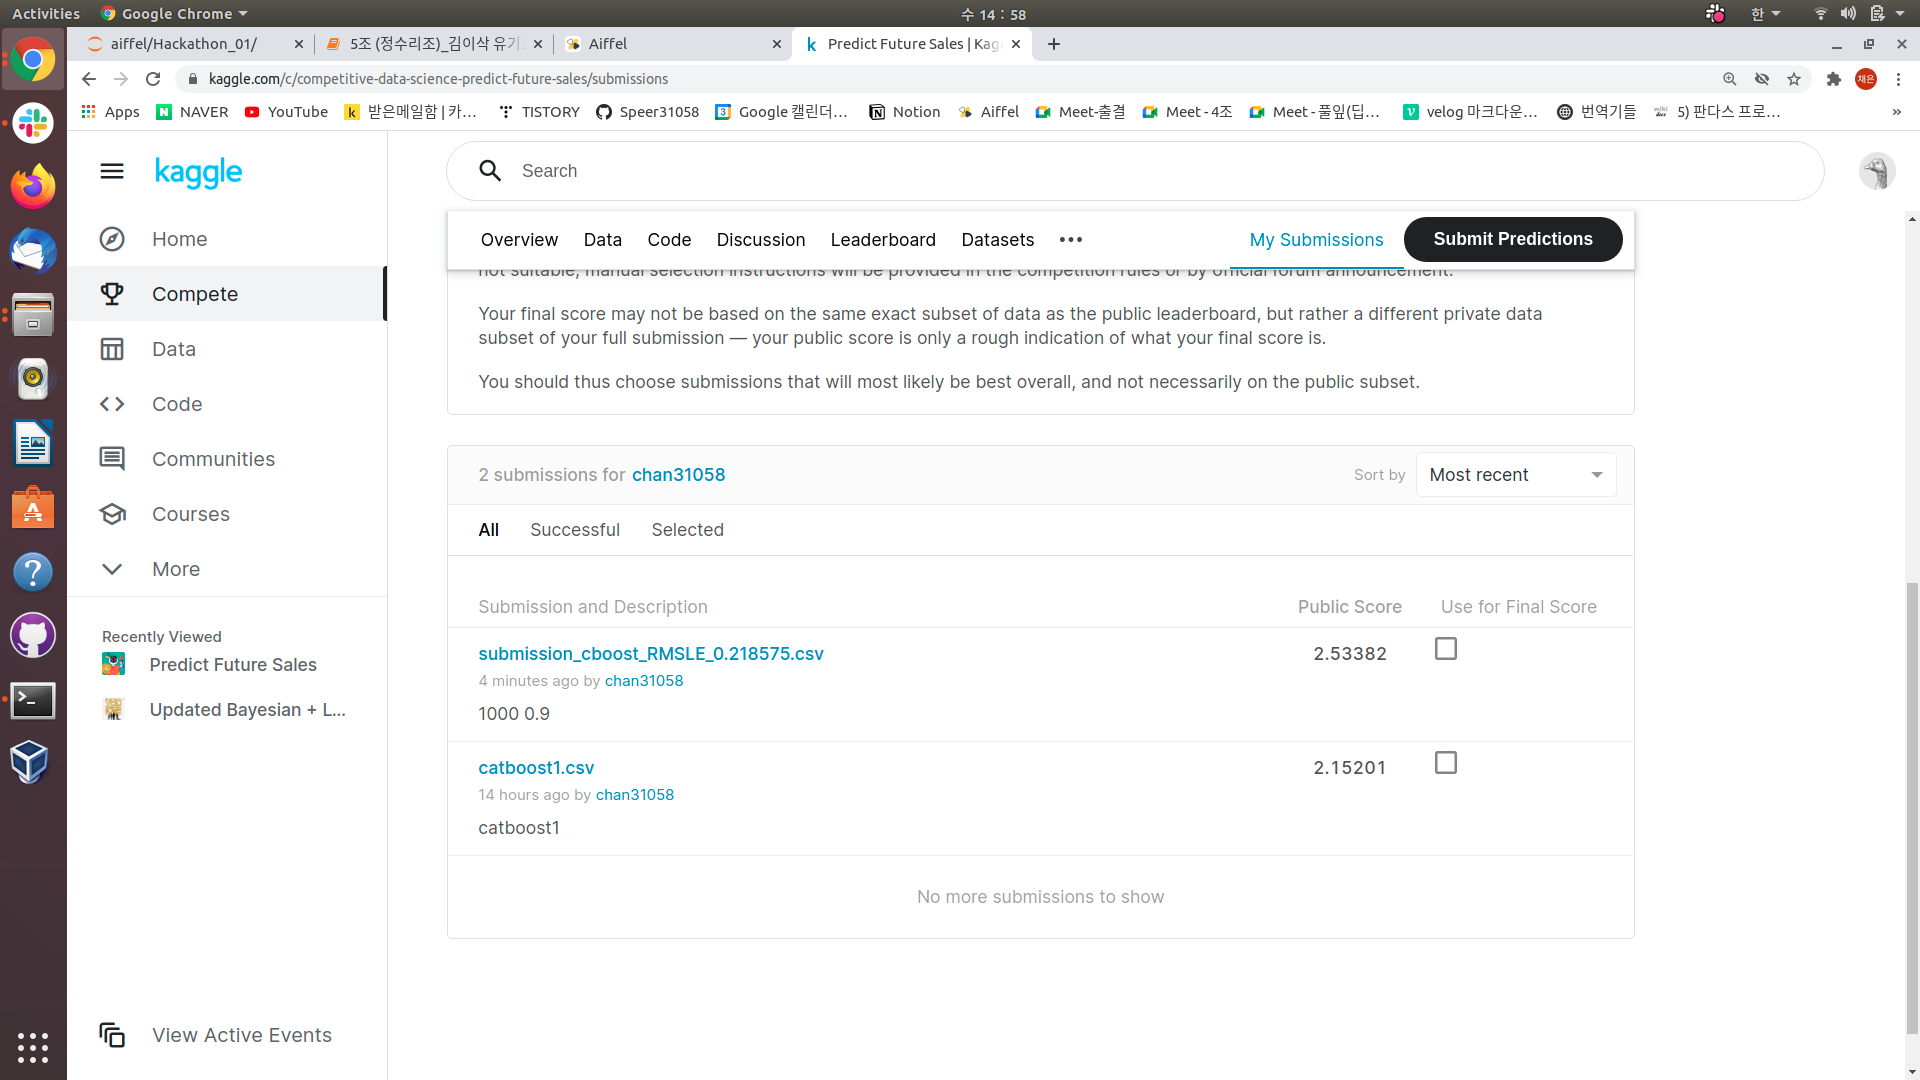 Activities
Google Chrome
수 14 : 58
한
aiffel/Hackathon_01/
5조 (정수리조)_김이삭 유기
Aiffel
k
Predict Future Sales | Kag
kaggle.com/c/competitive-data-science-predict-future-sales/submissions
채은
Apps
N NAVER
YouTube
k 받은메일함 | 카...
TISTORY
Speer31058
3 Google 캘린더...
Notion
Aiffel
Meet-출결
Meet - 4조
Meet - 풀잎(딥...
velog 마크다운...
번역기들
wiki 5) 판다스 프로...
»
kaggle
Search
Home
Compete
Data
Code
Communities
Courses
More
Recently Viewed
Predict Future Sales
Updated Bayesian + L...
View Active Events
Overview
Data
Code
Discussion
Leaderboard
Datasets
•••
My Submissions
Submit Predictions
not suitable, manual selection instructions will be provided in the competition rules or by official forum announcement.
Your final score may not be based on the same exact subset of data as the public leaderboard, but rather a different private data
subset of your full submission — your public score is only a rough indication of what your final score is.
You should thus choose submissions that will most likely be best overall, and not necessarily on the public subset.
2 submissions for chan31058
Sort by
Most recent
All
Successful
Selected
Submission and Description
Public Score
Use for Final Score
submission_cboost_RMSLE_0.218575.csv
2.53382
4 minutes ago by chan31058
1000 0.9
catboost1.csv
2.15201
14 hours ago by chan31058
catboost1
No more submissions to show